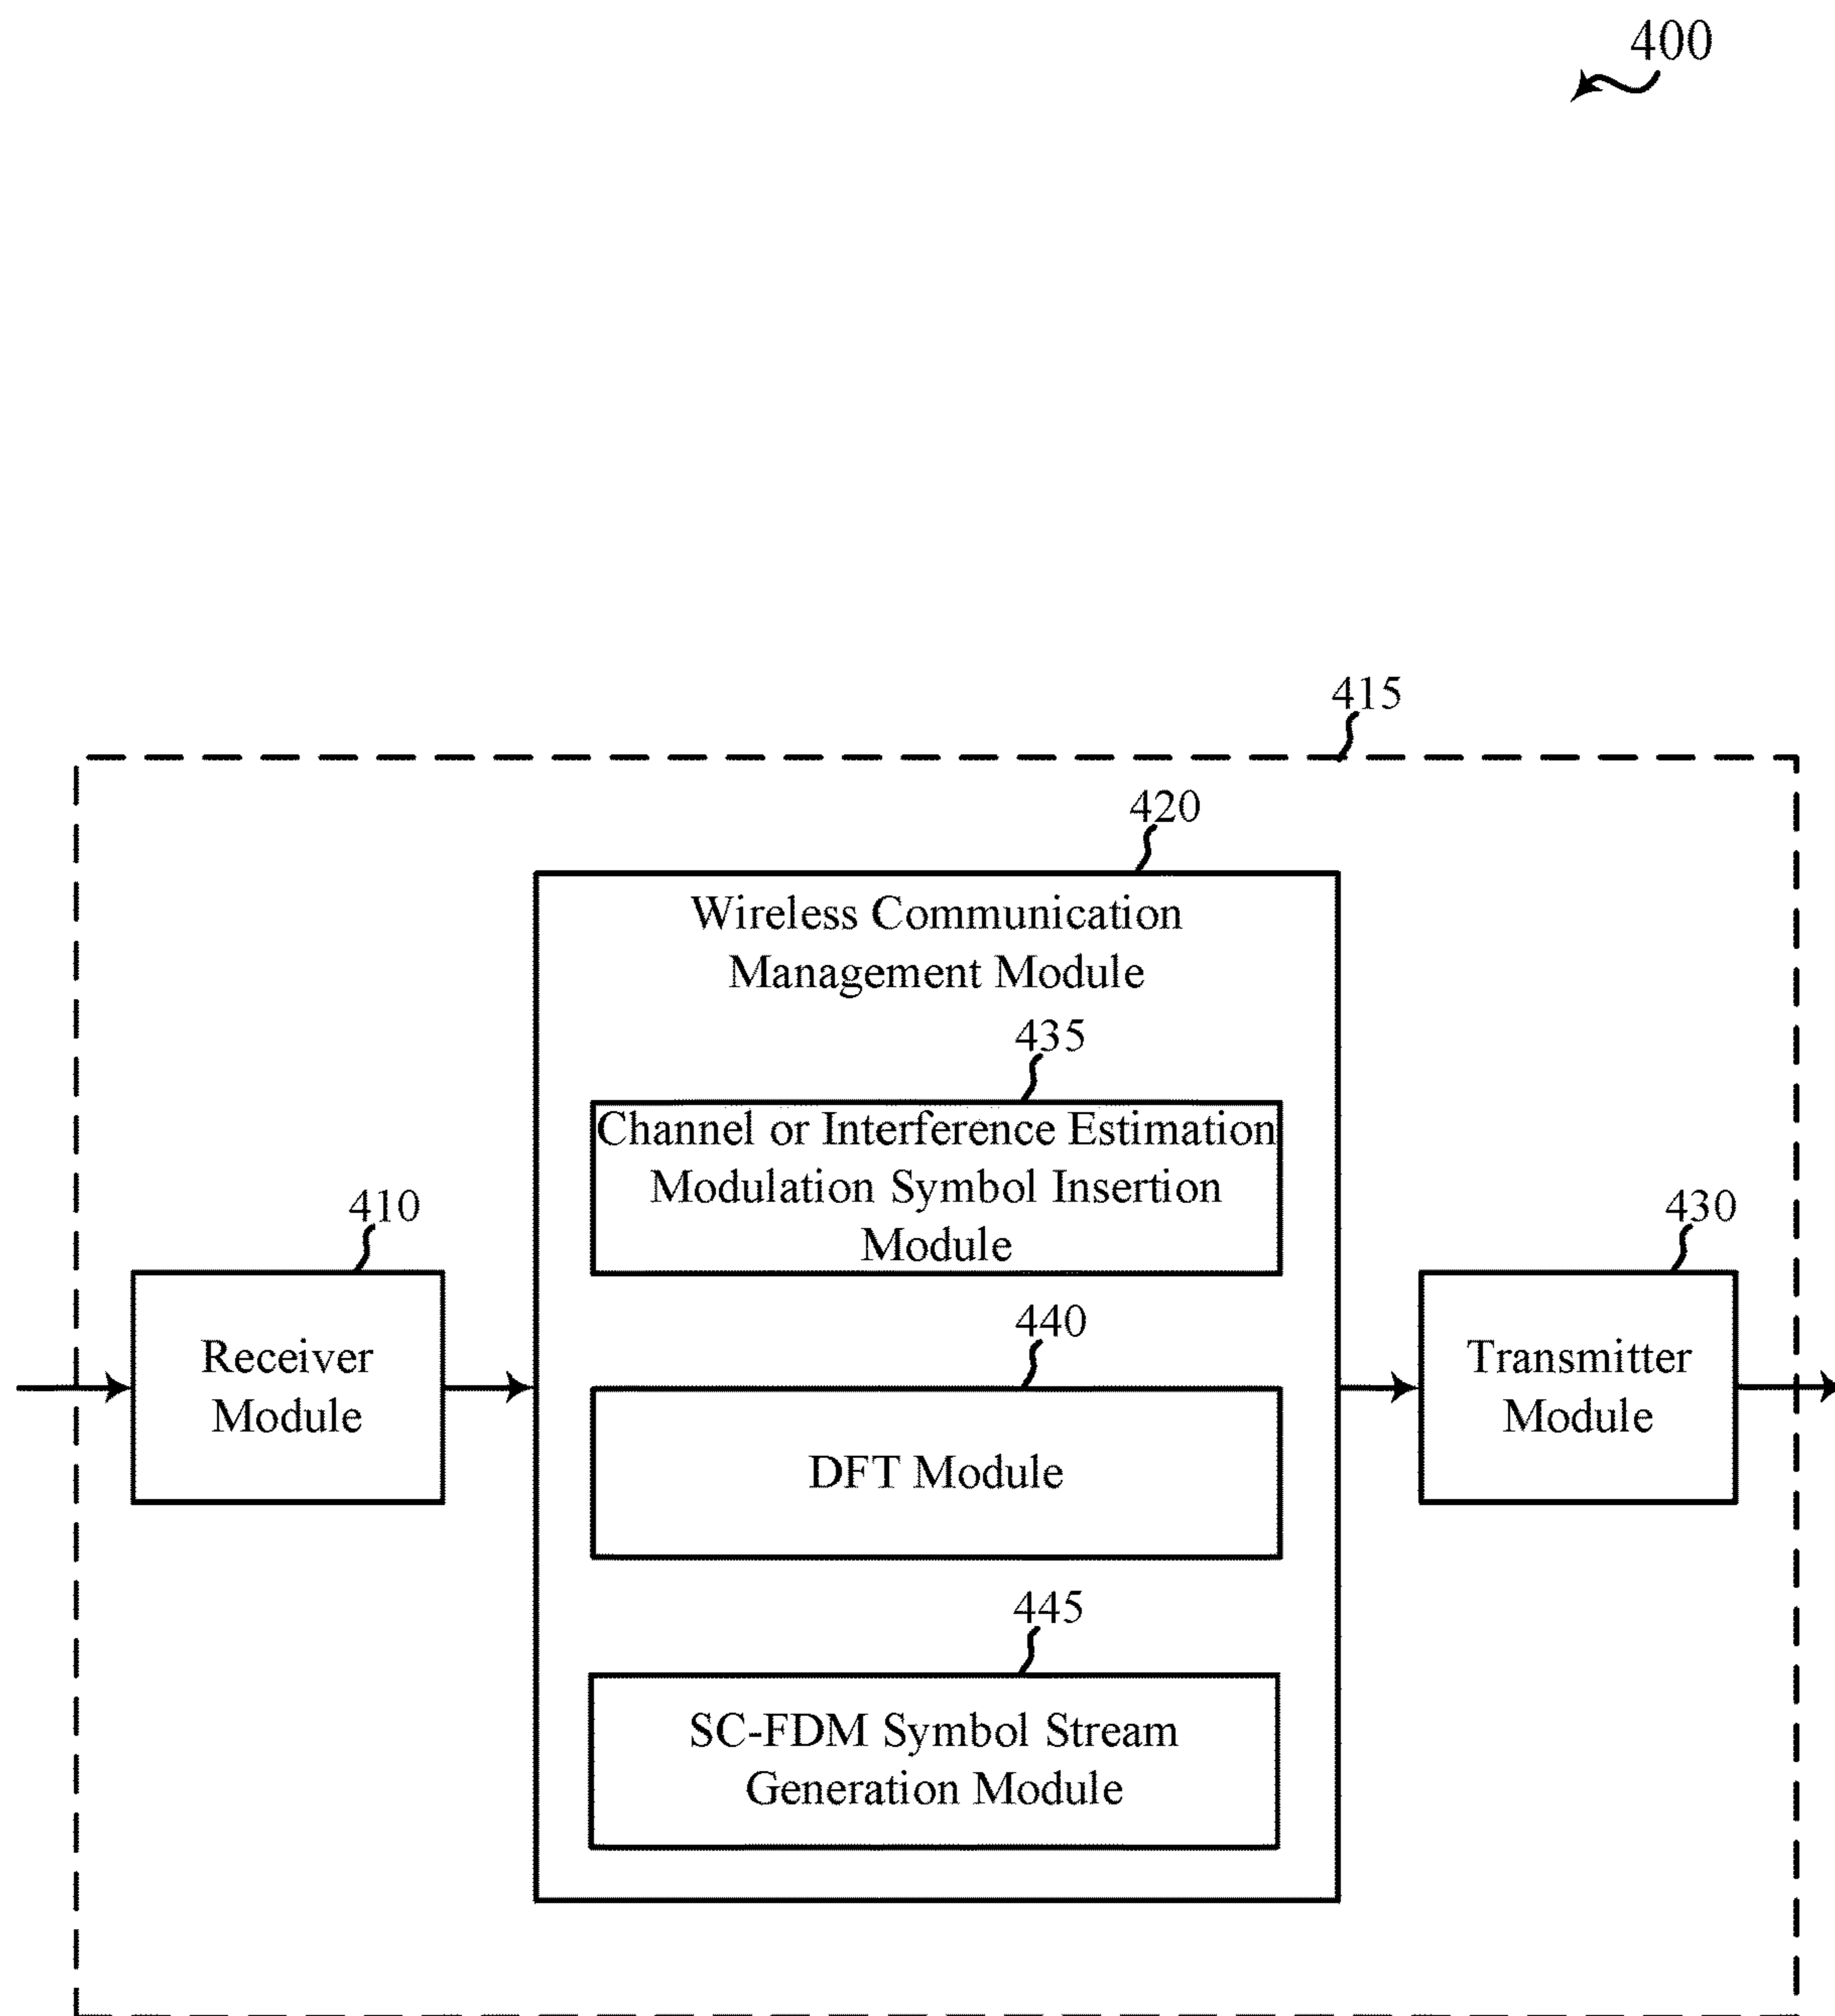 400
415
420
Wireless Communication
Management Module
435
Channel or Interference Estimation
Modulation Symbol Insertion
Module
410
430
Receiver
Module
440
DFT Module
Transmitter
Module
445
SC-FDM Symbol Stream
Generation Module